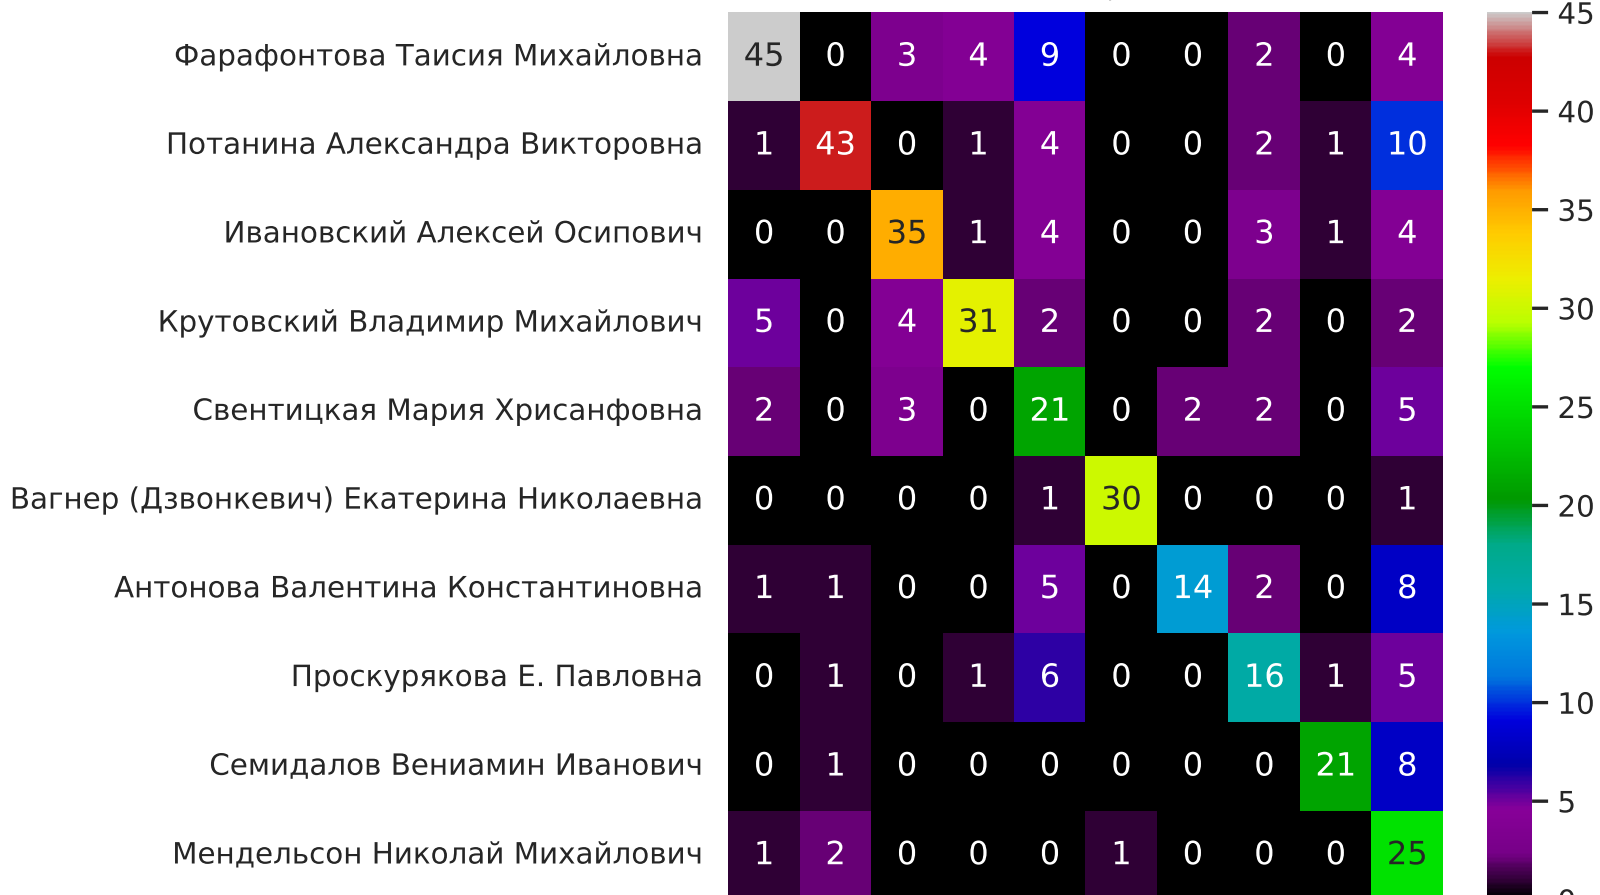 Фарафонтова Таисия Михайловна 45 0 3 4 9 0 0 2 0 4
Потанина Александра Викторовна 1 43 0 1 4 0 0 2 1 10
Ивановский Алексей Осипович 0 0 35 1 4 0 0 3 1 4
Крутовский Владимир Михайлович 5 0 4 31 2 0 0 2 0 2
Свентицкая Мария Хрисанфовна 2 0 3 0 21 0 2 2 0 5
Вагнер (Дзвонкевич) Екатерина Николаевна 0 0 0 0 1 30 0 0 0 1
Антонова Валентина Константиновна 1 1 0 0 5 0 14 2 0 8
Проскурякова Е. Павловна 0 1 0 1 6 0 0 16 1 5
Семидалов Вениамин Иванович 0 1 0 0 0 0 0 0 21 8
Мендельсон Николай Михайлович 1 2 0 0 0 1 0 0 0 25
45
40
35
30
25
20
15
10
5